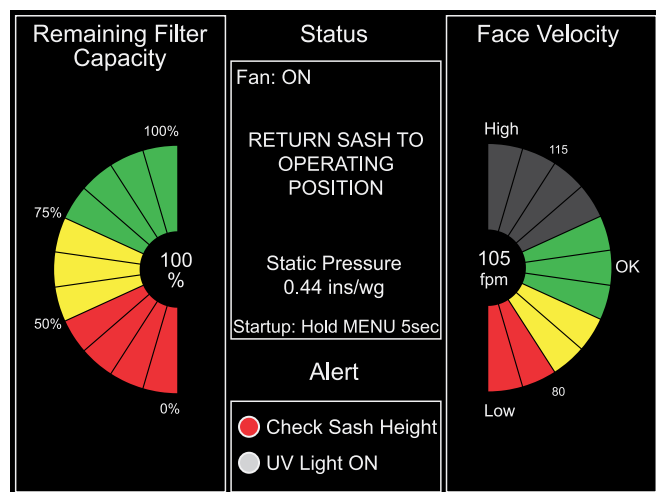 Remaining Filter
Capacity
100%
75%
100
%
50%
0%
Status
Fan: ON
RETURN SASH TO
OPERATING
POSITION
Static Pressure
0.44 ins/wg
Startup: Hold MENU 5sec
Alert
Check Sash Height
UV Light ON
Face Velocity
High
115
105
fpm
OK
80
Low